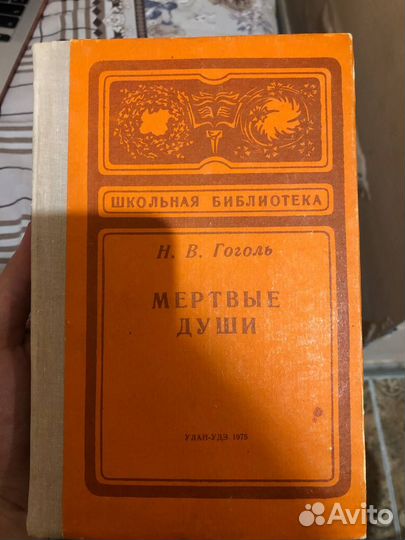 ШКОЛЬНАЯ БИБЛИОТЕКА
Н. В. Гоголь
МЕРТВЫЕ
ДУШИ
УЛАН-УДЭ 1975
Avito